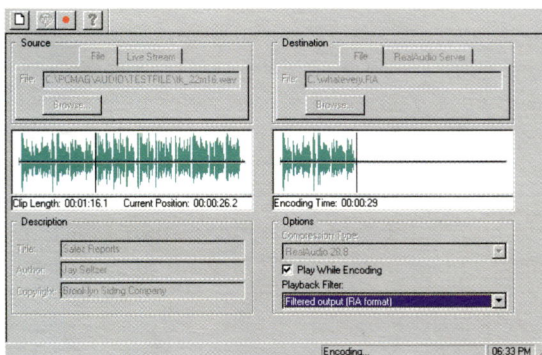 Source
File
Live Stream
File: C:\PCMAG\AUDIO\TESTFILE\tk_22m16.wav
Browse...
Clip Length: 00:01:16.1 Current Position: 00:00:26.2
Description
Title: Sales Reports
Author: Jay Seltzer
Copyright: Brooklyn Siding Company
Destination
File
RealAudio Server
File: C:\whatevery.RA
Browse...
Encoding Time: 00:00:29
Options
Compression Type:
RealAudio 28.8
Play While Encoding
Playback Filter:
Filtered output (RA format)
Encoding...
06:33 PM